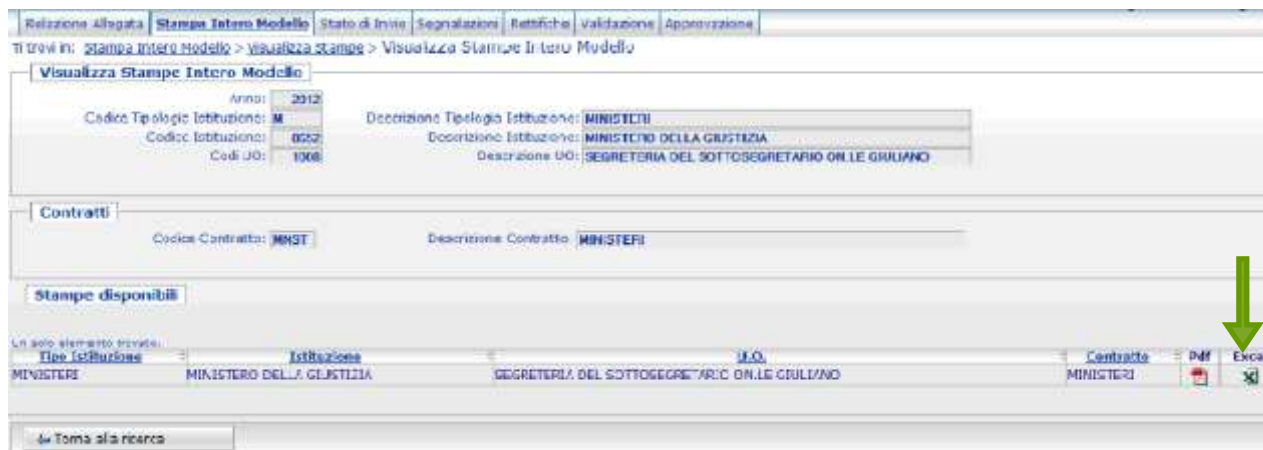 Relazione Allegata Stampa Intero Modello Stato di Invio Segnalazioni Rettifiche Validazione Approvazione
Ti trovi in: Stampa Intero Modello > Visualizza Stampe > Visualizza Stampe Intero Modello
Visualizza Stampe Intero Modello
Anno: 2012
Codice Tipologia Istituzione: M Descrizione Tipologia Istituzione: MINISTERI
Codice Istituzione: Descrizione Istituzione: MINISTERO DELLA GIUSTIZIA
Codi UO: Descrizione UO: SEGRETERIA DEL SOTTOSEGRETARIO ON.LE GIULIANO
Contratti
Codice Contratto: MNST Descrizione Contratto MINISTERI
Stampe disponibili
Un solo elemento trovato.
Tipo Istituzione Istituzione U.O. Contratto Pdf Excel
MINISTERI MINISTERO DELLA GIUSTIZIA SEGRETERIA DEL SOTTOSEGRETARIO ON.LE GIULIANO MINISTERI
Torna alla ricerca